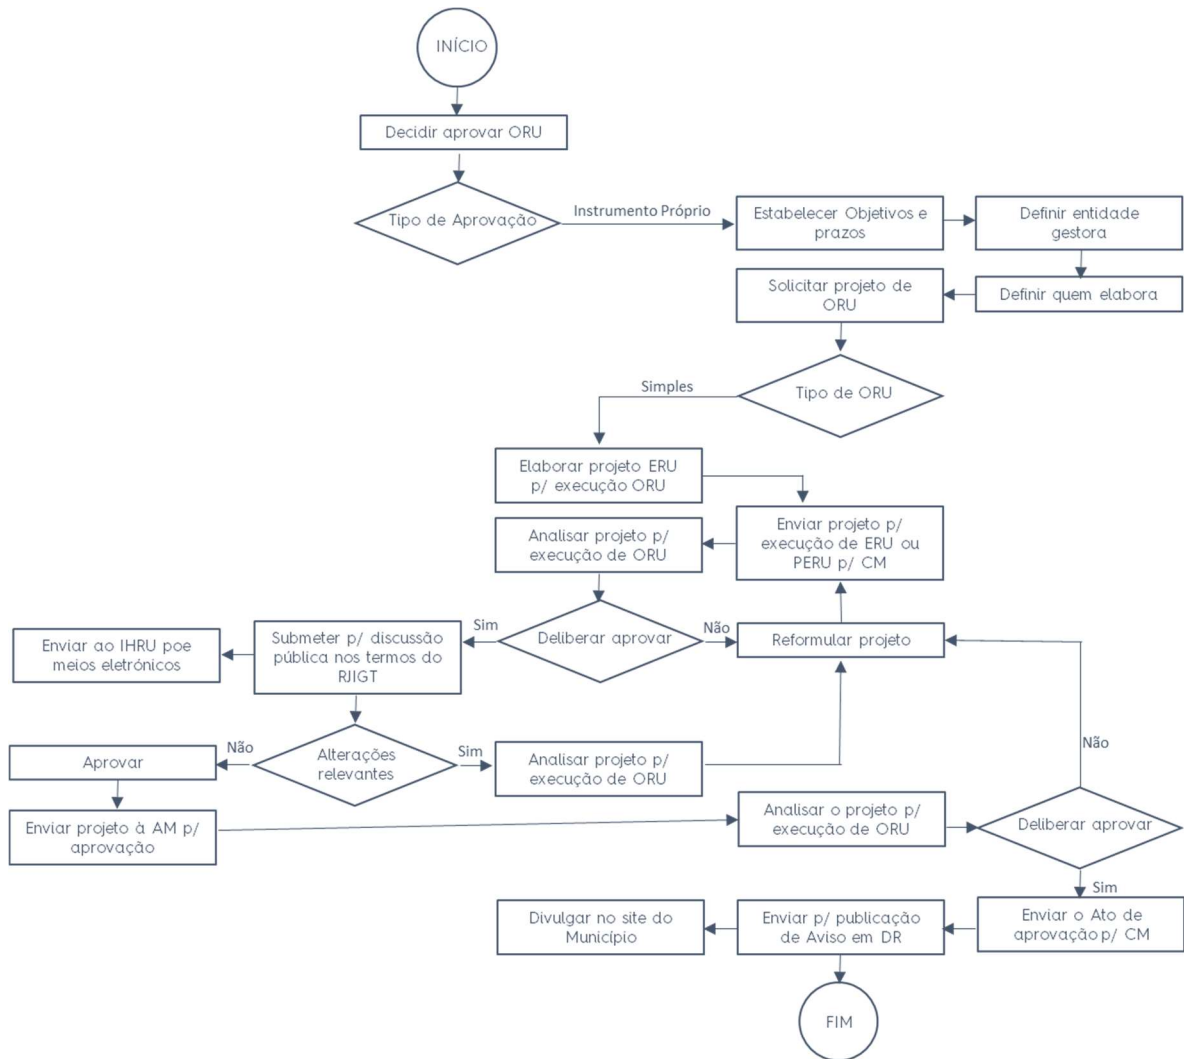 INÍCIO
Decidir aprovar ORU
Tipo de Aprovação
Instrumento Próprio
Estabelecer Objetivos e
prazos
Definir entidade
gestora
Definir quem elabora
Solicitar projeto de
ORU
Tipo de ORU
Simples
Elaborar projeto ERU
p/ execução ORU
Enviar projeto p/
execução de ERU ou
PERU p/ CM
Analisar projeto p/
execução de ORU
Deliberar aprovar
Sim
Não
Reformular projeto
Submeter p/ discussão
pública nos termos do
RJIGT
Enviar ao IHRU poe
meios eletrónicos
Alterações
relevantes
Não
Sim
Aprovar
Analisar projeto p/
execução de ORU
Enviar projeto à AM p/
aprovação
Analisar o projeto p/
execução de ORU
Deliberar aprovar
Não
Sim
Enviar o Ato de
aprovação p/ CM
Enviar p/ publicação
de Aviso em DR
Divulgar no site do
Município
FIM